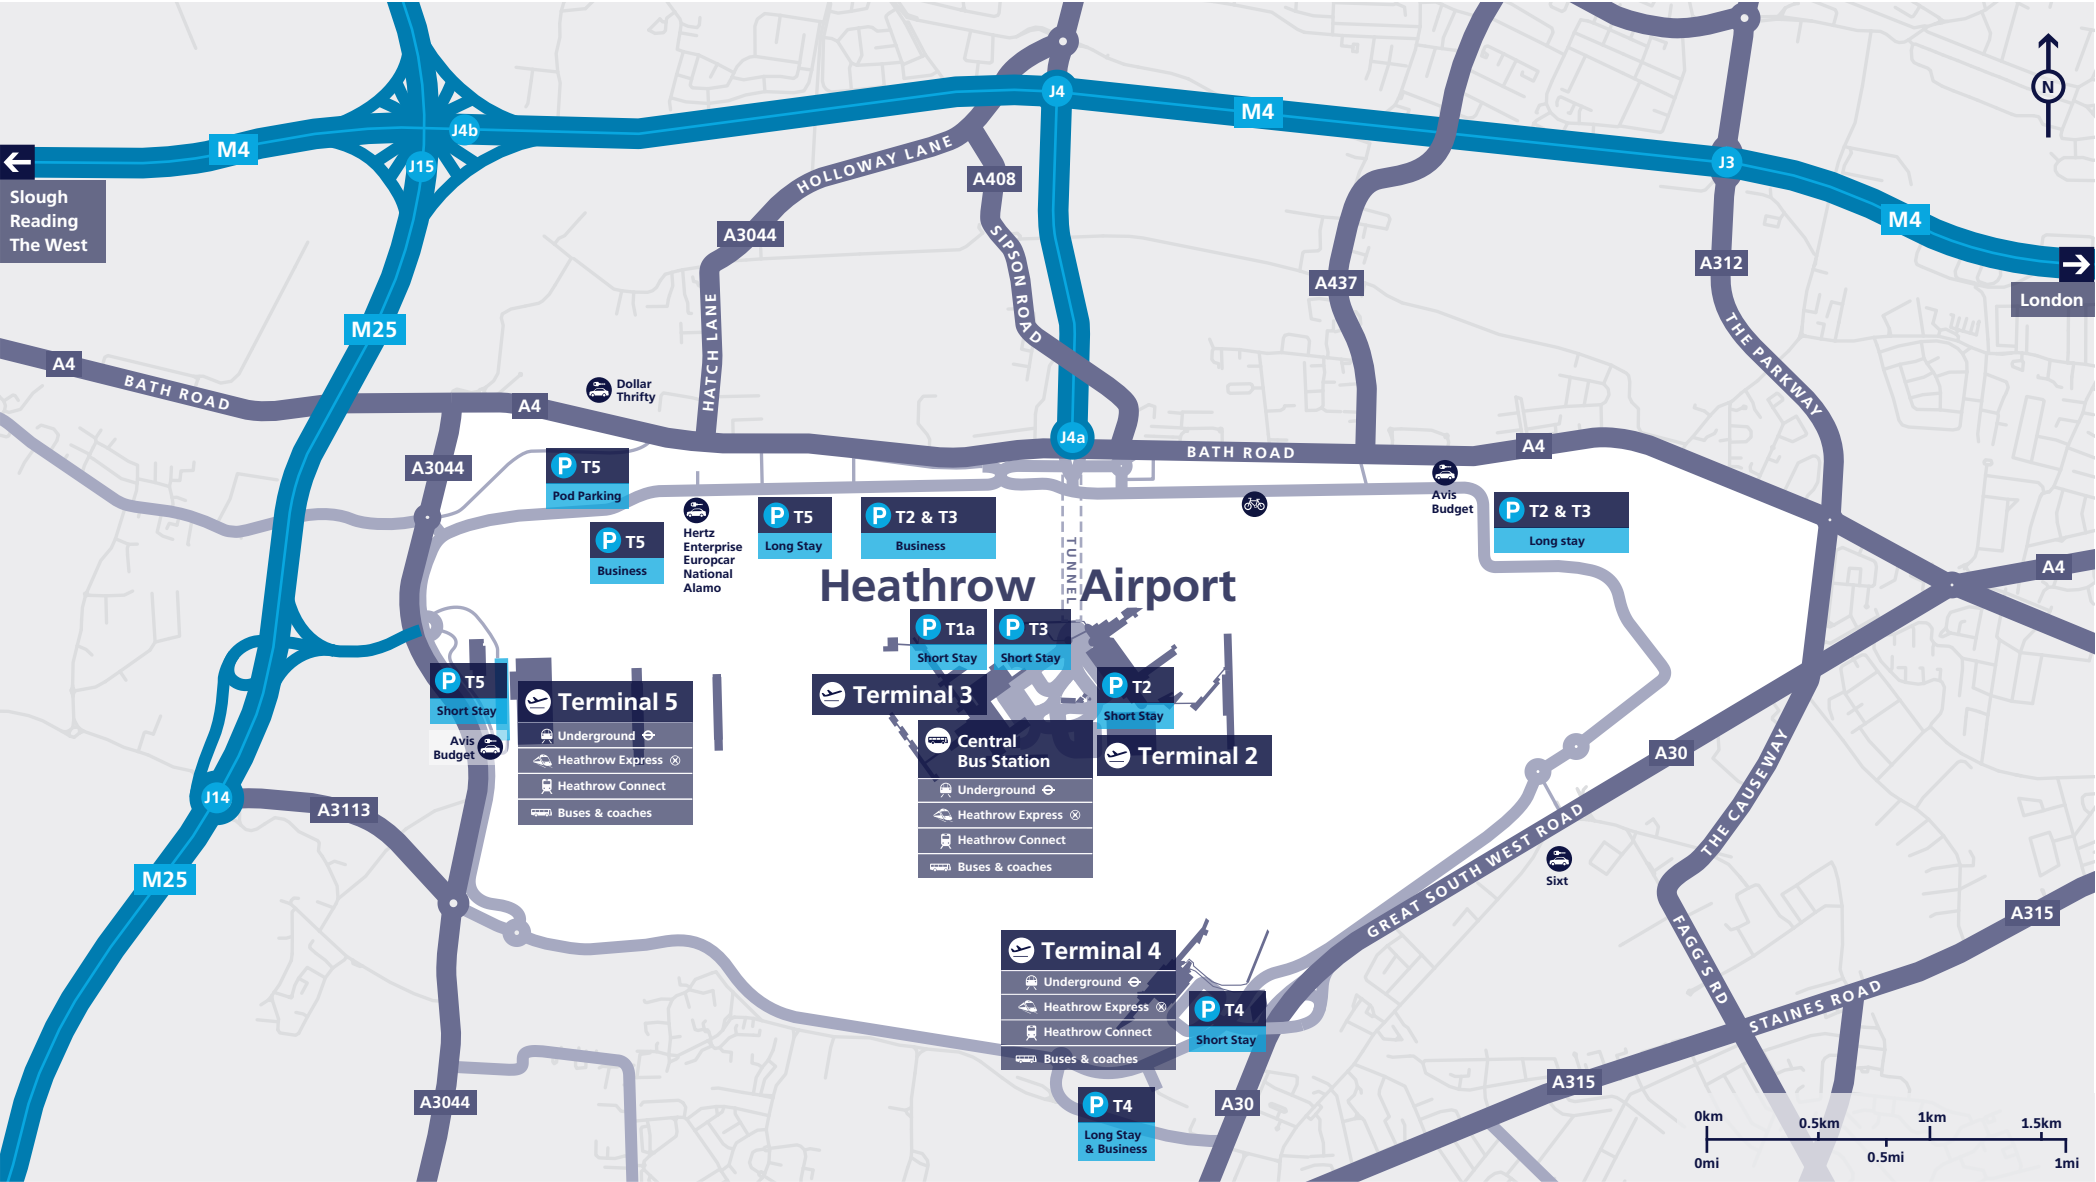 N
J4
M4
J3
J4b
M4
J15
Slough
Reading
The West
HOLLOWAY LANE
A408
M4
A3044
SIPSON ROAD
A312
London
A437
M25
HATCH LANE
THE PARKWAY
A4
BATH ROAD
Dollar
Thrifty
A4
J4a
BATH ROAD
A4
A3044
P T5
Pod Parking
Avis
Budget
P T5
Business
Hertz
Enterprise
Europcar
National
Alamo
P T5
Long Stay
P T2 & T3
Business
P T2 & T3
Long stay
TUNNEL
A4
Heathrow Airport
P T1a
Short Stay
P T3
Short Stay
P T5
Short Stay
Avis
Budget
Terminal 5
Underground
Heathrow Express
Heathrow Connect
Buses & coaches
Terminal 3
P T2
Short Stay
Terminal 2
Central
Bus Station
Underground
Heathrow Express
Heathrow Connect
Buses & coaches
A30
THE CAUSEWAY
J14
A3113
M25
GREAT SOUTH WEST ROAD
Sixt
A315
FAGG'S RD
STAINES ROAD
Terminal 4
Underground
Heathrow Express
Heathrow Connect
Buses & coaches
P T4
Short Stay
A315
A3044
P T4
Long Stay
& Business
A30
0km
0.5km
1km
1.5km
0mi
0.5mi
1mi